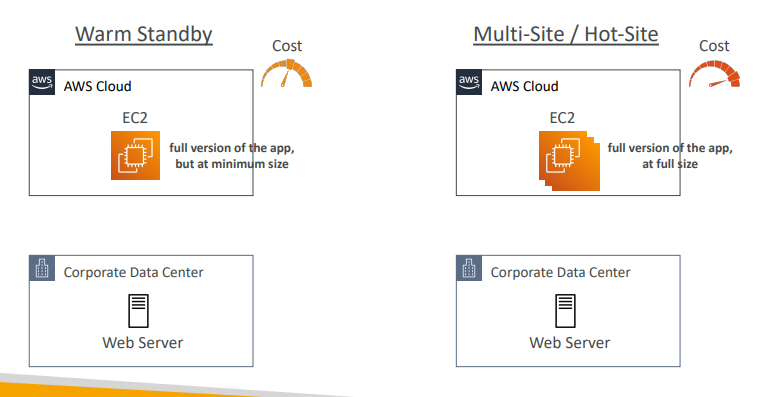 Warm Standby
Cost
aws
AWS Cloud
EC2
full version of the app,
but at minimum size
Corporate Data Center
Web Server
Multi-Site / Hot-Site
Cost
aws
AWS Cloud
EC2
full version of the app,
at full size
Corporate Data Center
Web Server